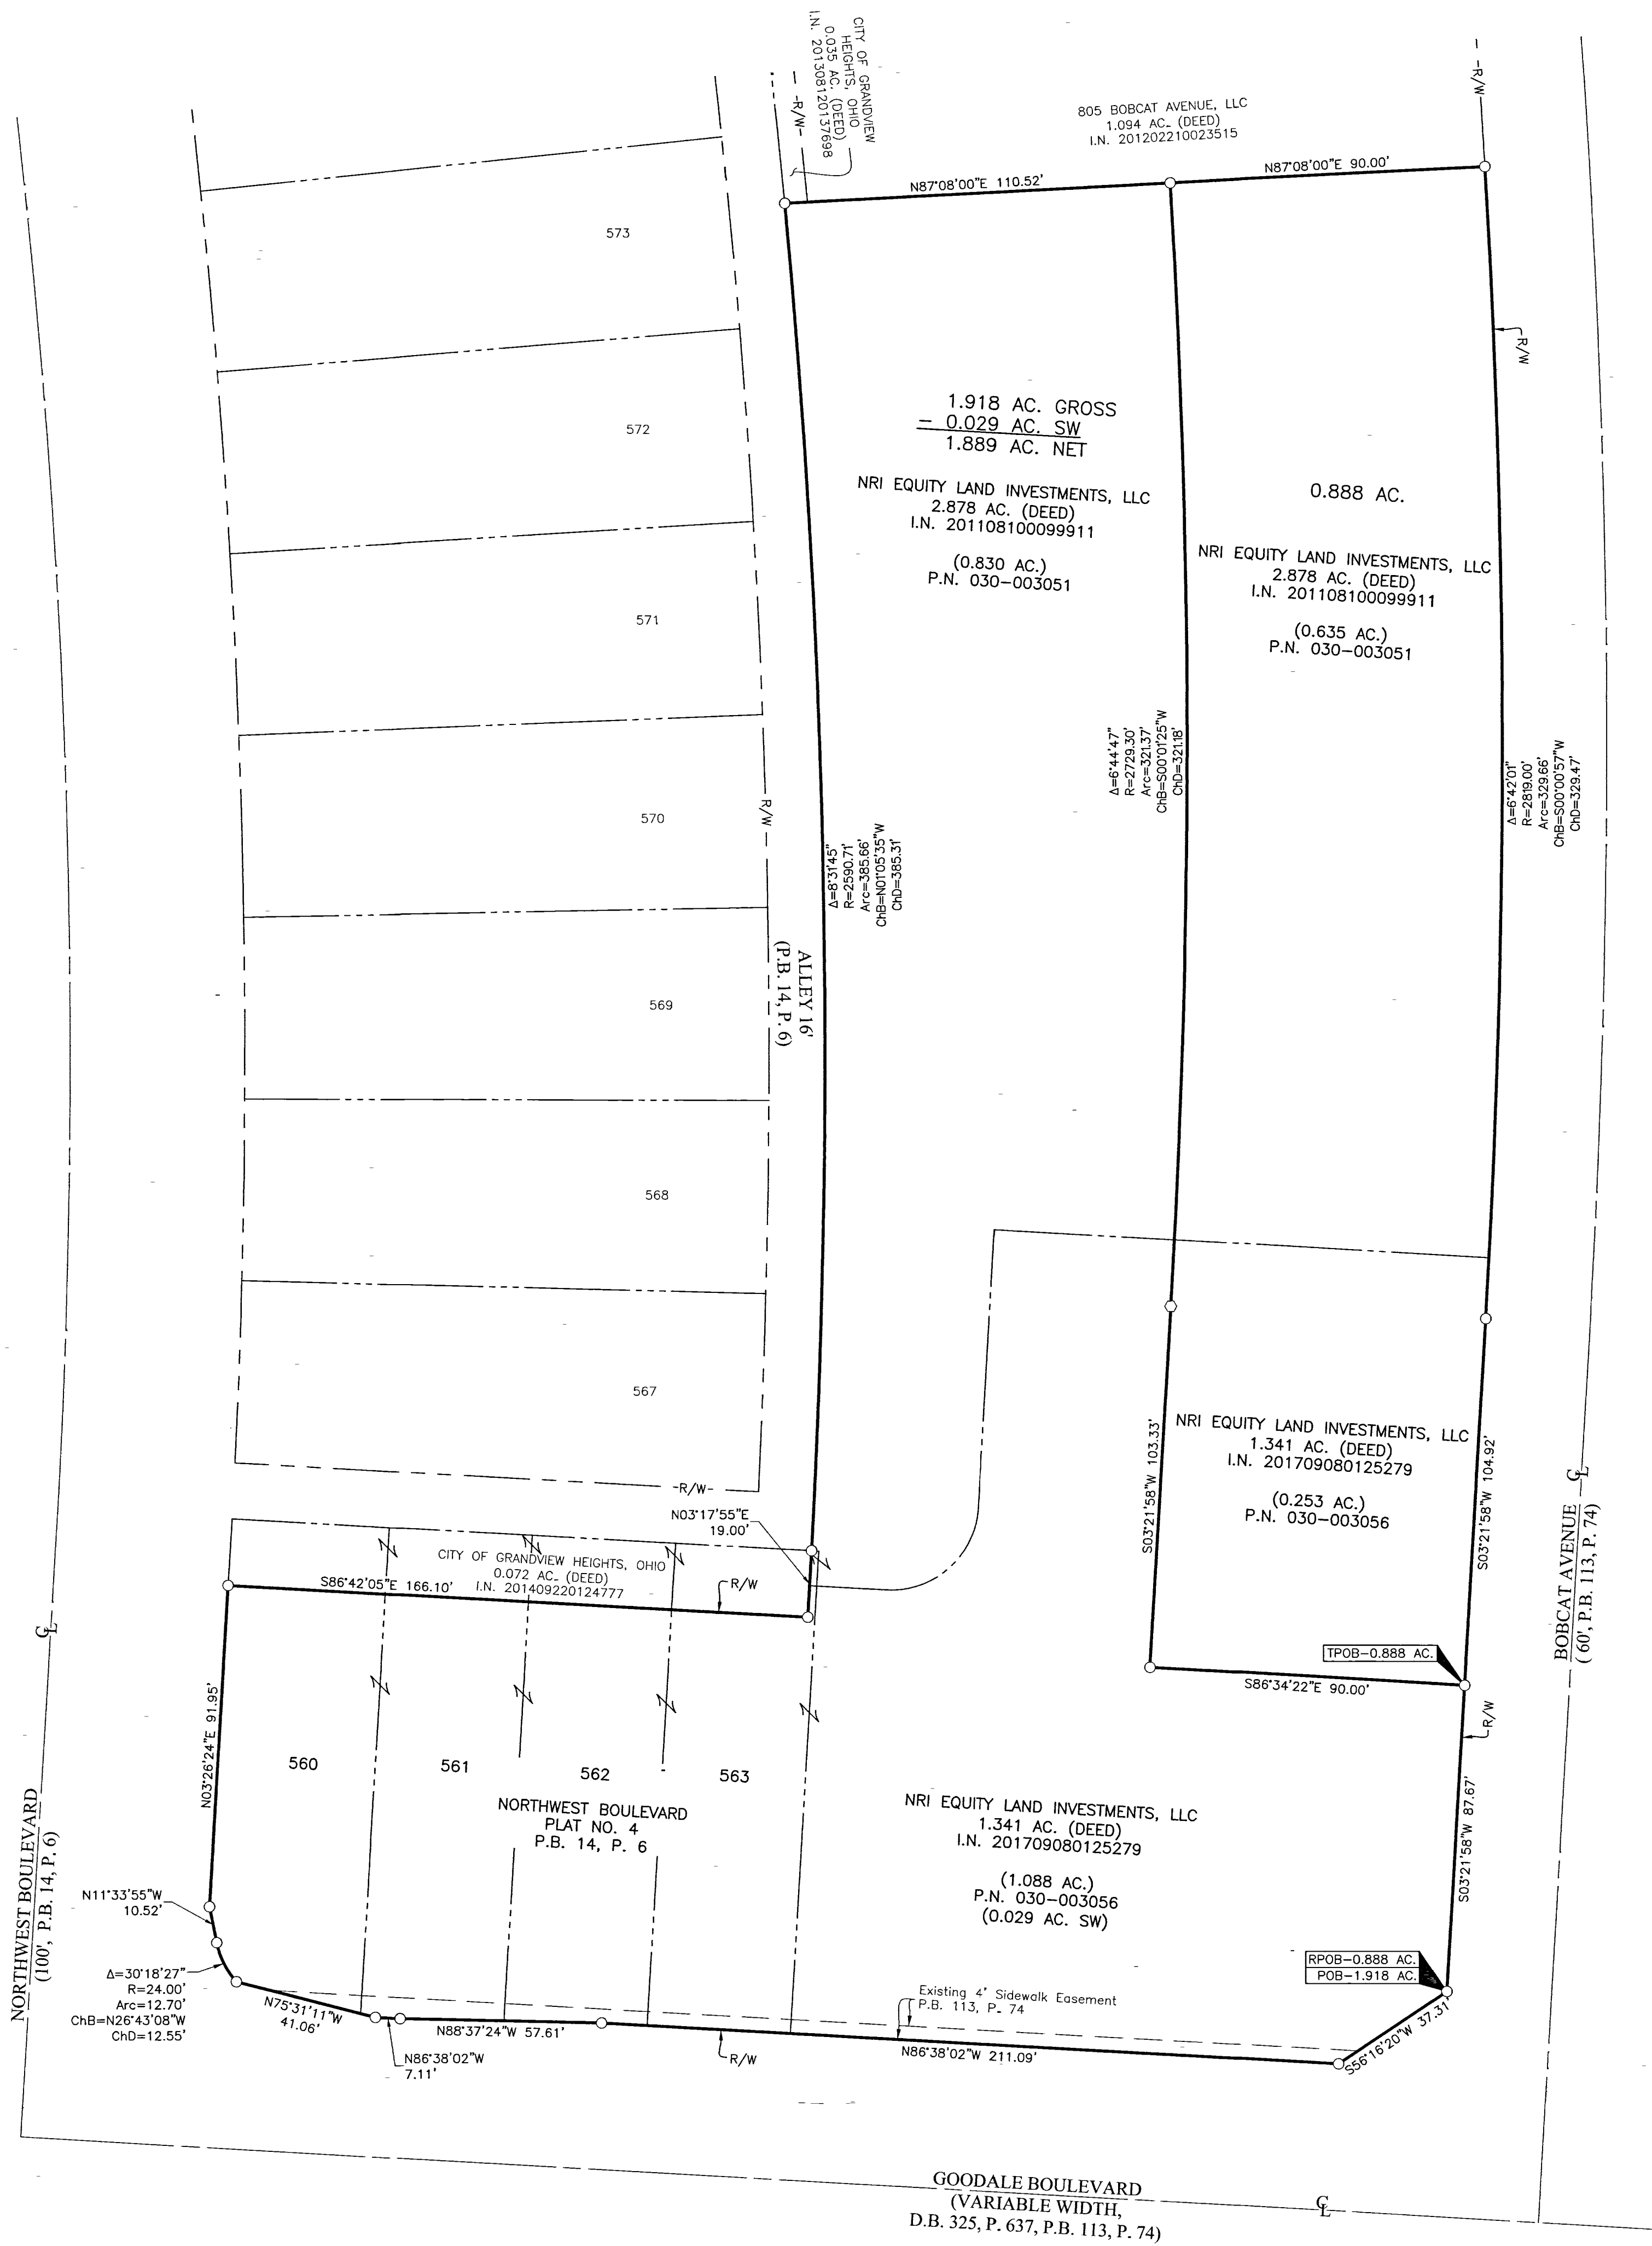 CITY OF GRANDVIEW
HEIGHTS, OHIO
0.035 AC. (DEED)
I.N. 201308120137698
-R/W-
-R/W
805 BOBCAT AVENUE, LLC
1.094 AC. (DEED)
I.N. 201202210023515
N87°08'00"E 110.52'
N87°08'00"E 90.00'
R/W
573
572
571
570
569
568
567
R/W
-R/W-
1.918 AC. GROSS
- 0.029 AC. SW
1.889 AC. NET
NRI EQUITY LAND INVESTMENTS, LLC
2.878 AC. (DEED)
I.N. 201108100099911
(0.830 AC.)
P.N. 030-003051
0.888 AC.
NRI EQUITY LAND INVESTMENTS, LLC
2.878 AC. (DEED)
I.N. 201108100099911
(0.635 AC.)
P.N. 030-003051
Δ=8°31'45"
R=2590.71'
Arc=385.66'
ChB=N01°05'35"W
ChD=385.31'
Δ=6°44'47"
R=2729.30'
Arc=321.37'
ChB=S00°01'25"W
ChD=321.18'
Δ=6°42'01"
R=2819.00'
Arc=329.66'
ChB=S00°00'57"W
ChD=329.47'
ALLEY 16'
(P.B. 14, P. 6)
NRI EQUITY LAND INVESTMENTS, LLC
1.341 AC. (DEED)
I.N. 201709080125279
(0.253 AC.)
P.N. 030-003056
S03°21'58"W 103.33'
S03°21'58"W 104.92'
BOBCAT AVENUE
( 60', P.B. 113, P. 74)
CL
N03°17'55"E
19.00'
CITY OF GRANDVIEW HEIGHTS, OHIO
0.072 AC. (DEED)
I.N. 201409220124777
S86°42'05"E 166.10'
R/W
TPOB-0.888 AC.
S86°34'22"E 90.00'
R/W
CL
N03°26'24"E 91.95'
560
561
562
563
NORTHWEST BOULEVARD
PLAT NO. 4
P.B. 14, P. 6
NRI EQUITY LAND INVESTMENTS, LLC
1.341 AC. (DEED)
I.N. 201709080125279
(1.088 AC.)
P.N. 030-003056
(0.029 AC. SW)
S03°21'58"W 87.67'
NORTHWEST BOULEVARD
(100', P.B. 14, P. 6)
N11°33'55"W
10.52'
Δ=30°18'27"
R=24.00'
Arc=12.70'
ChB=N26°43'08"W
ChD=12.55'
RPOB-0.888 AC.
POB-1.918 AC.
Existing 4' Sidewalk Easement
P.B. 113, P. 74
N75°31'11"W
41.06'
N88°37'24"W 57.61'
N86°38'02"W
7.11'
R/W
N86°38'02"W 211.09'
S56°16'20"W 37.31'
GOODALE BOULEVARD
(VARIABLE WIDTH,
D.B. 325, P. 637, P.B. 113, P. 74)
CL